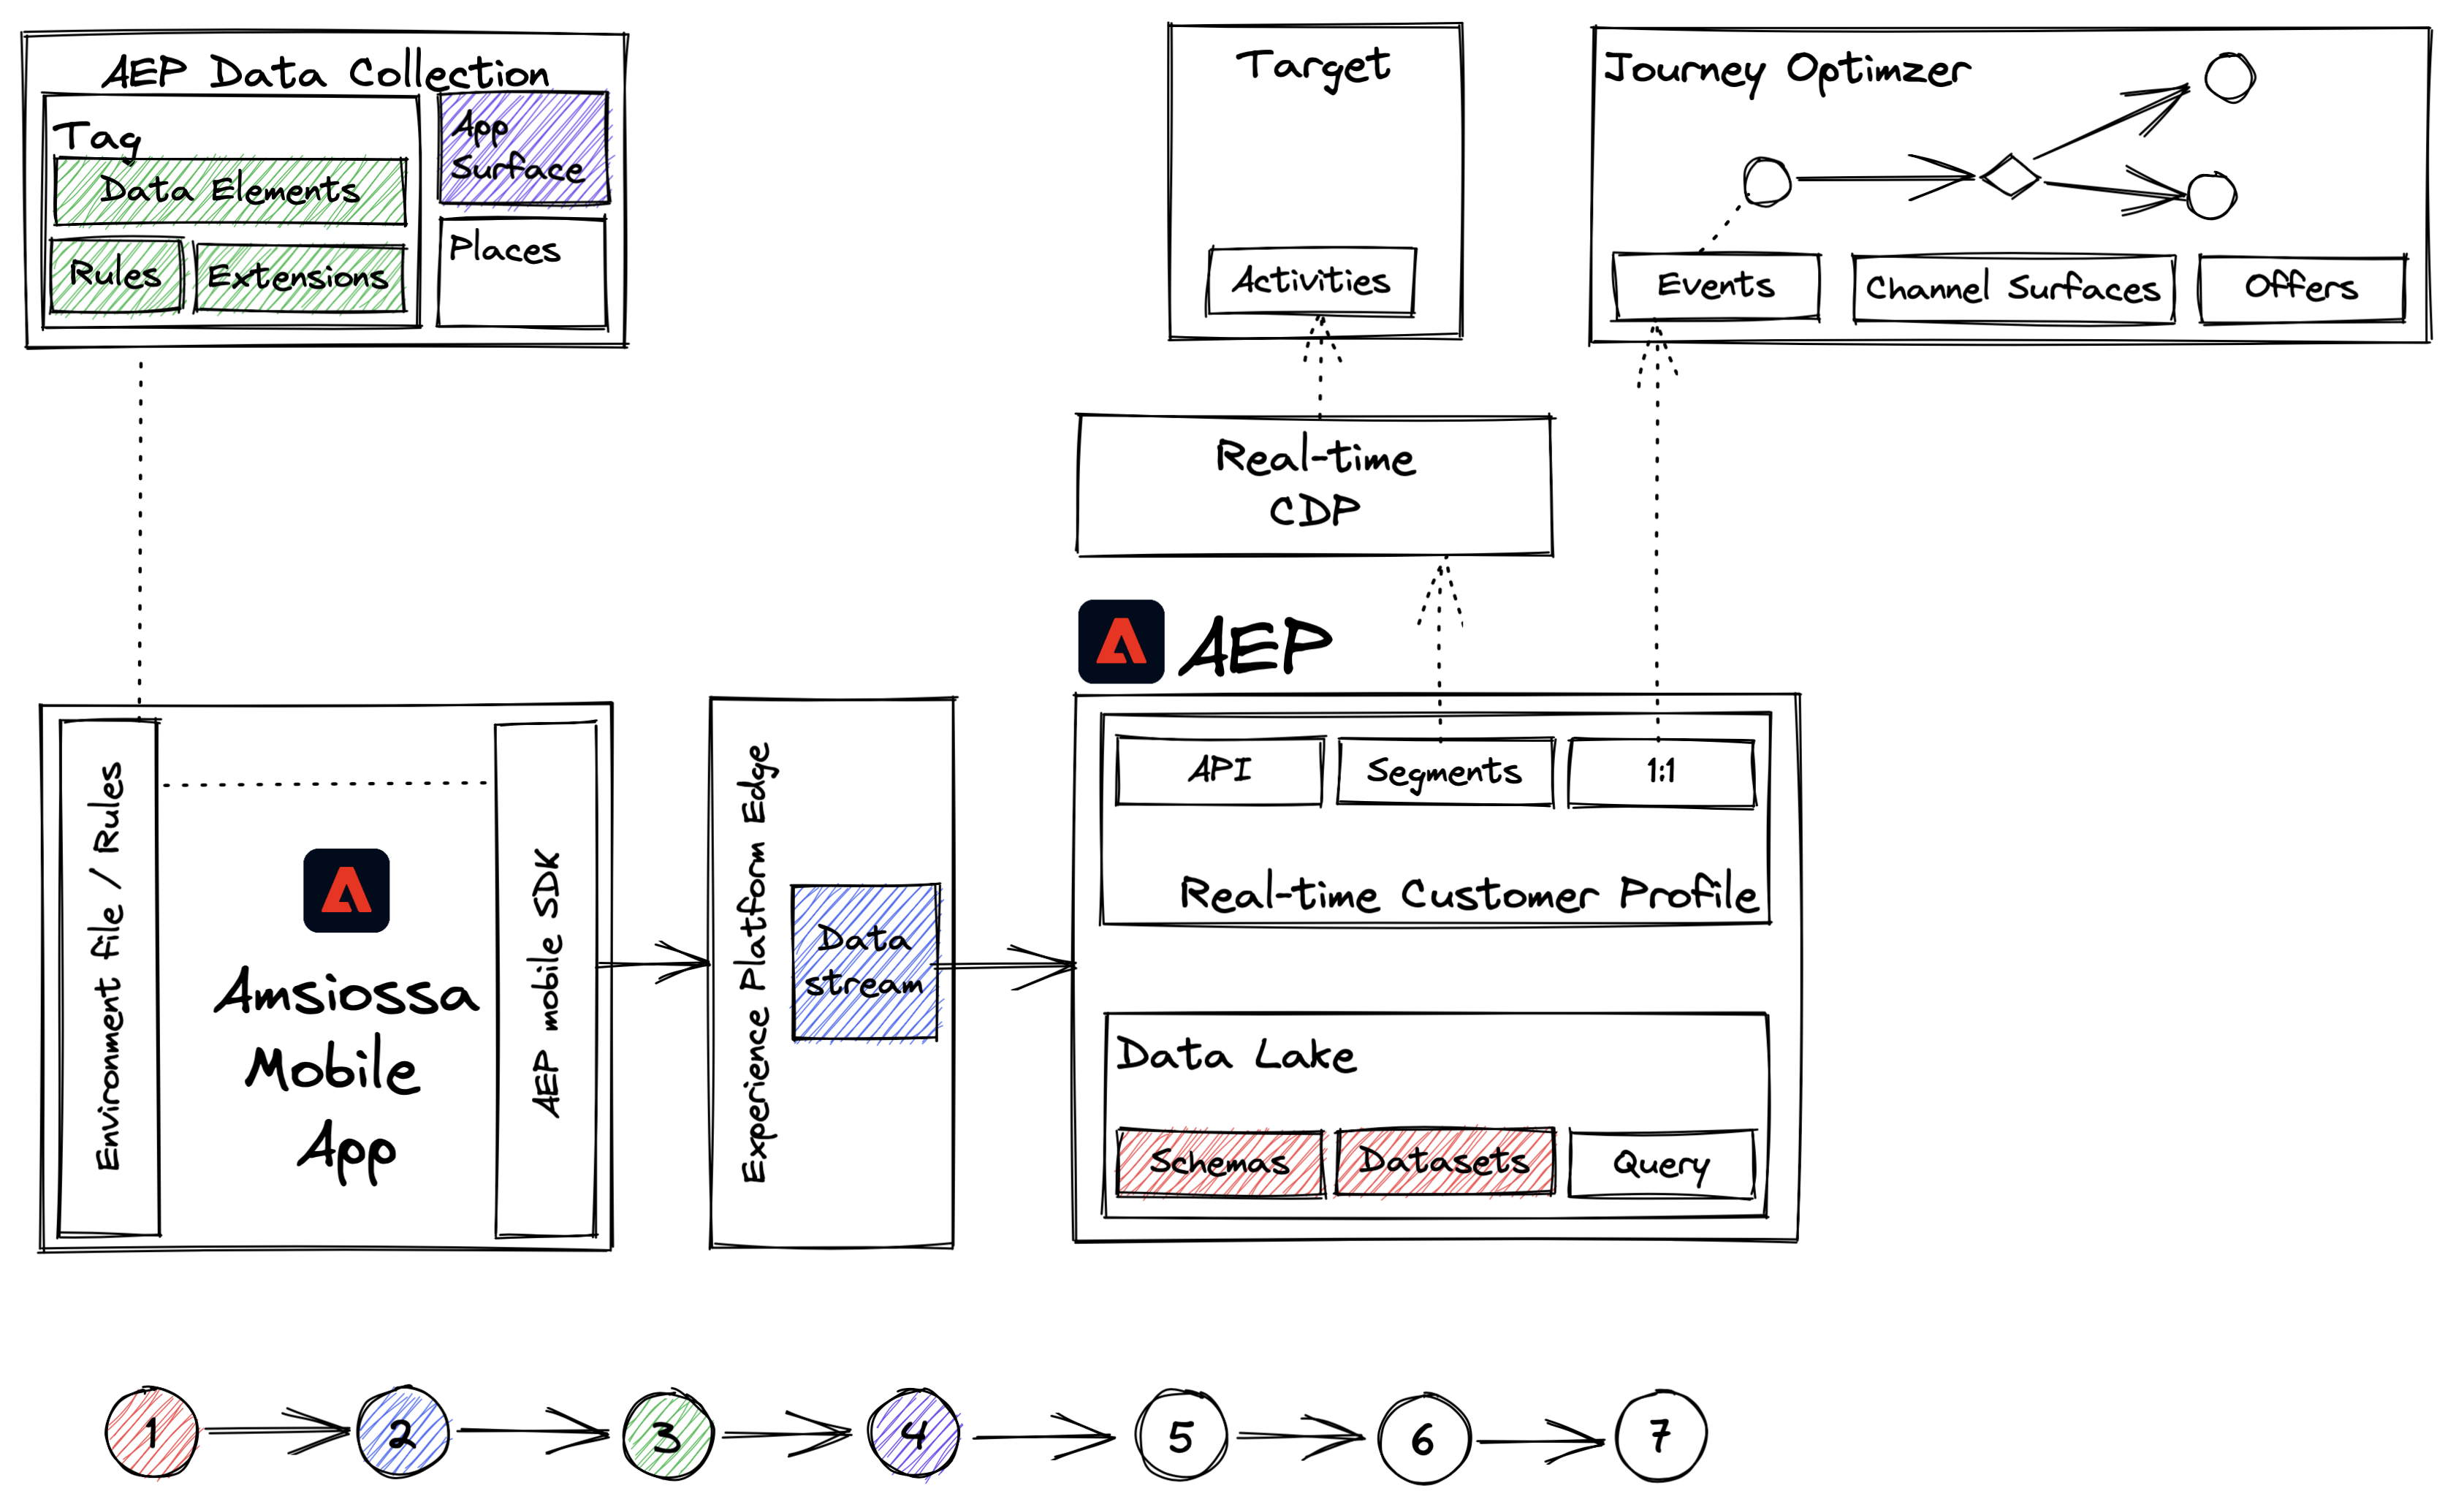 AEP Data Collection
Tag
Data Elements
Rules
Extensions
App
Surface
Places
Target
Activities
Journey Optimzer
Events
Channel Surfaces
Offers
Real-time
CDP
AEP
Environment file / Rules
Amsiossa
Mobile
App
AEP mobile SDK
Experience Platform Edge
Data
stream
API
Segments
1:1
Real-time Customer Profile
Data Lake
Schemas
Datasets
Query
1
2
3
4
5
6
7